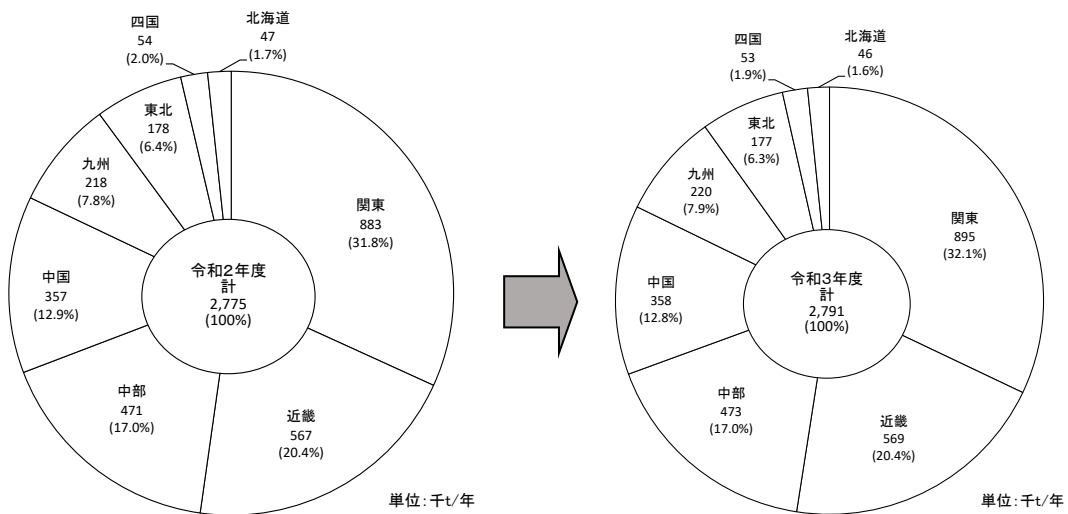 四国
54
(2.0%)
北海道
47
(1.7%)
東北
178
(6.4%)
九州
218
(7.8%)
中国
357
(12.9%)
中部
471
(17.0%)
近畿
567
(20.4%)
関東
883
(31.8%)
令和2年度
計
2,775
(100%)
単位:千t/年
四国
53
(1.9%)
北海道
46
(1.6%)
東北
177
(6.3%)
九州
220
(7.9%)
中国
358
(12.8%)
中部
473
(17.0%)
近畿
569
(20.4%)
関東
895
(32.1%)
令和3年度
計
2,791
(100%)
単位:千t/年